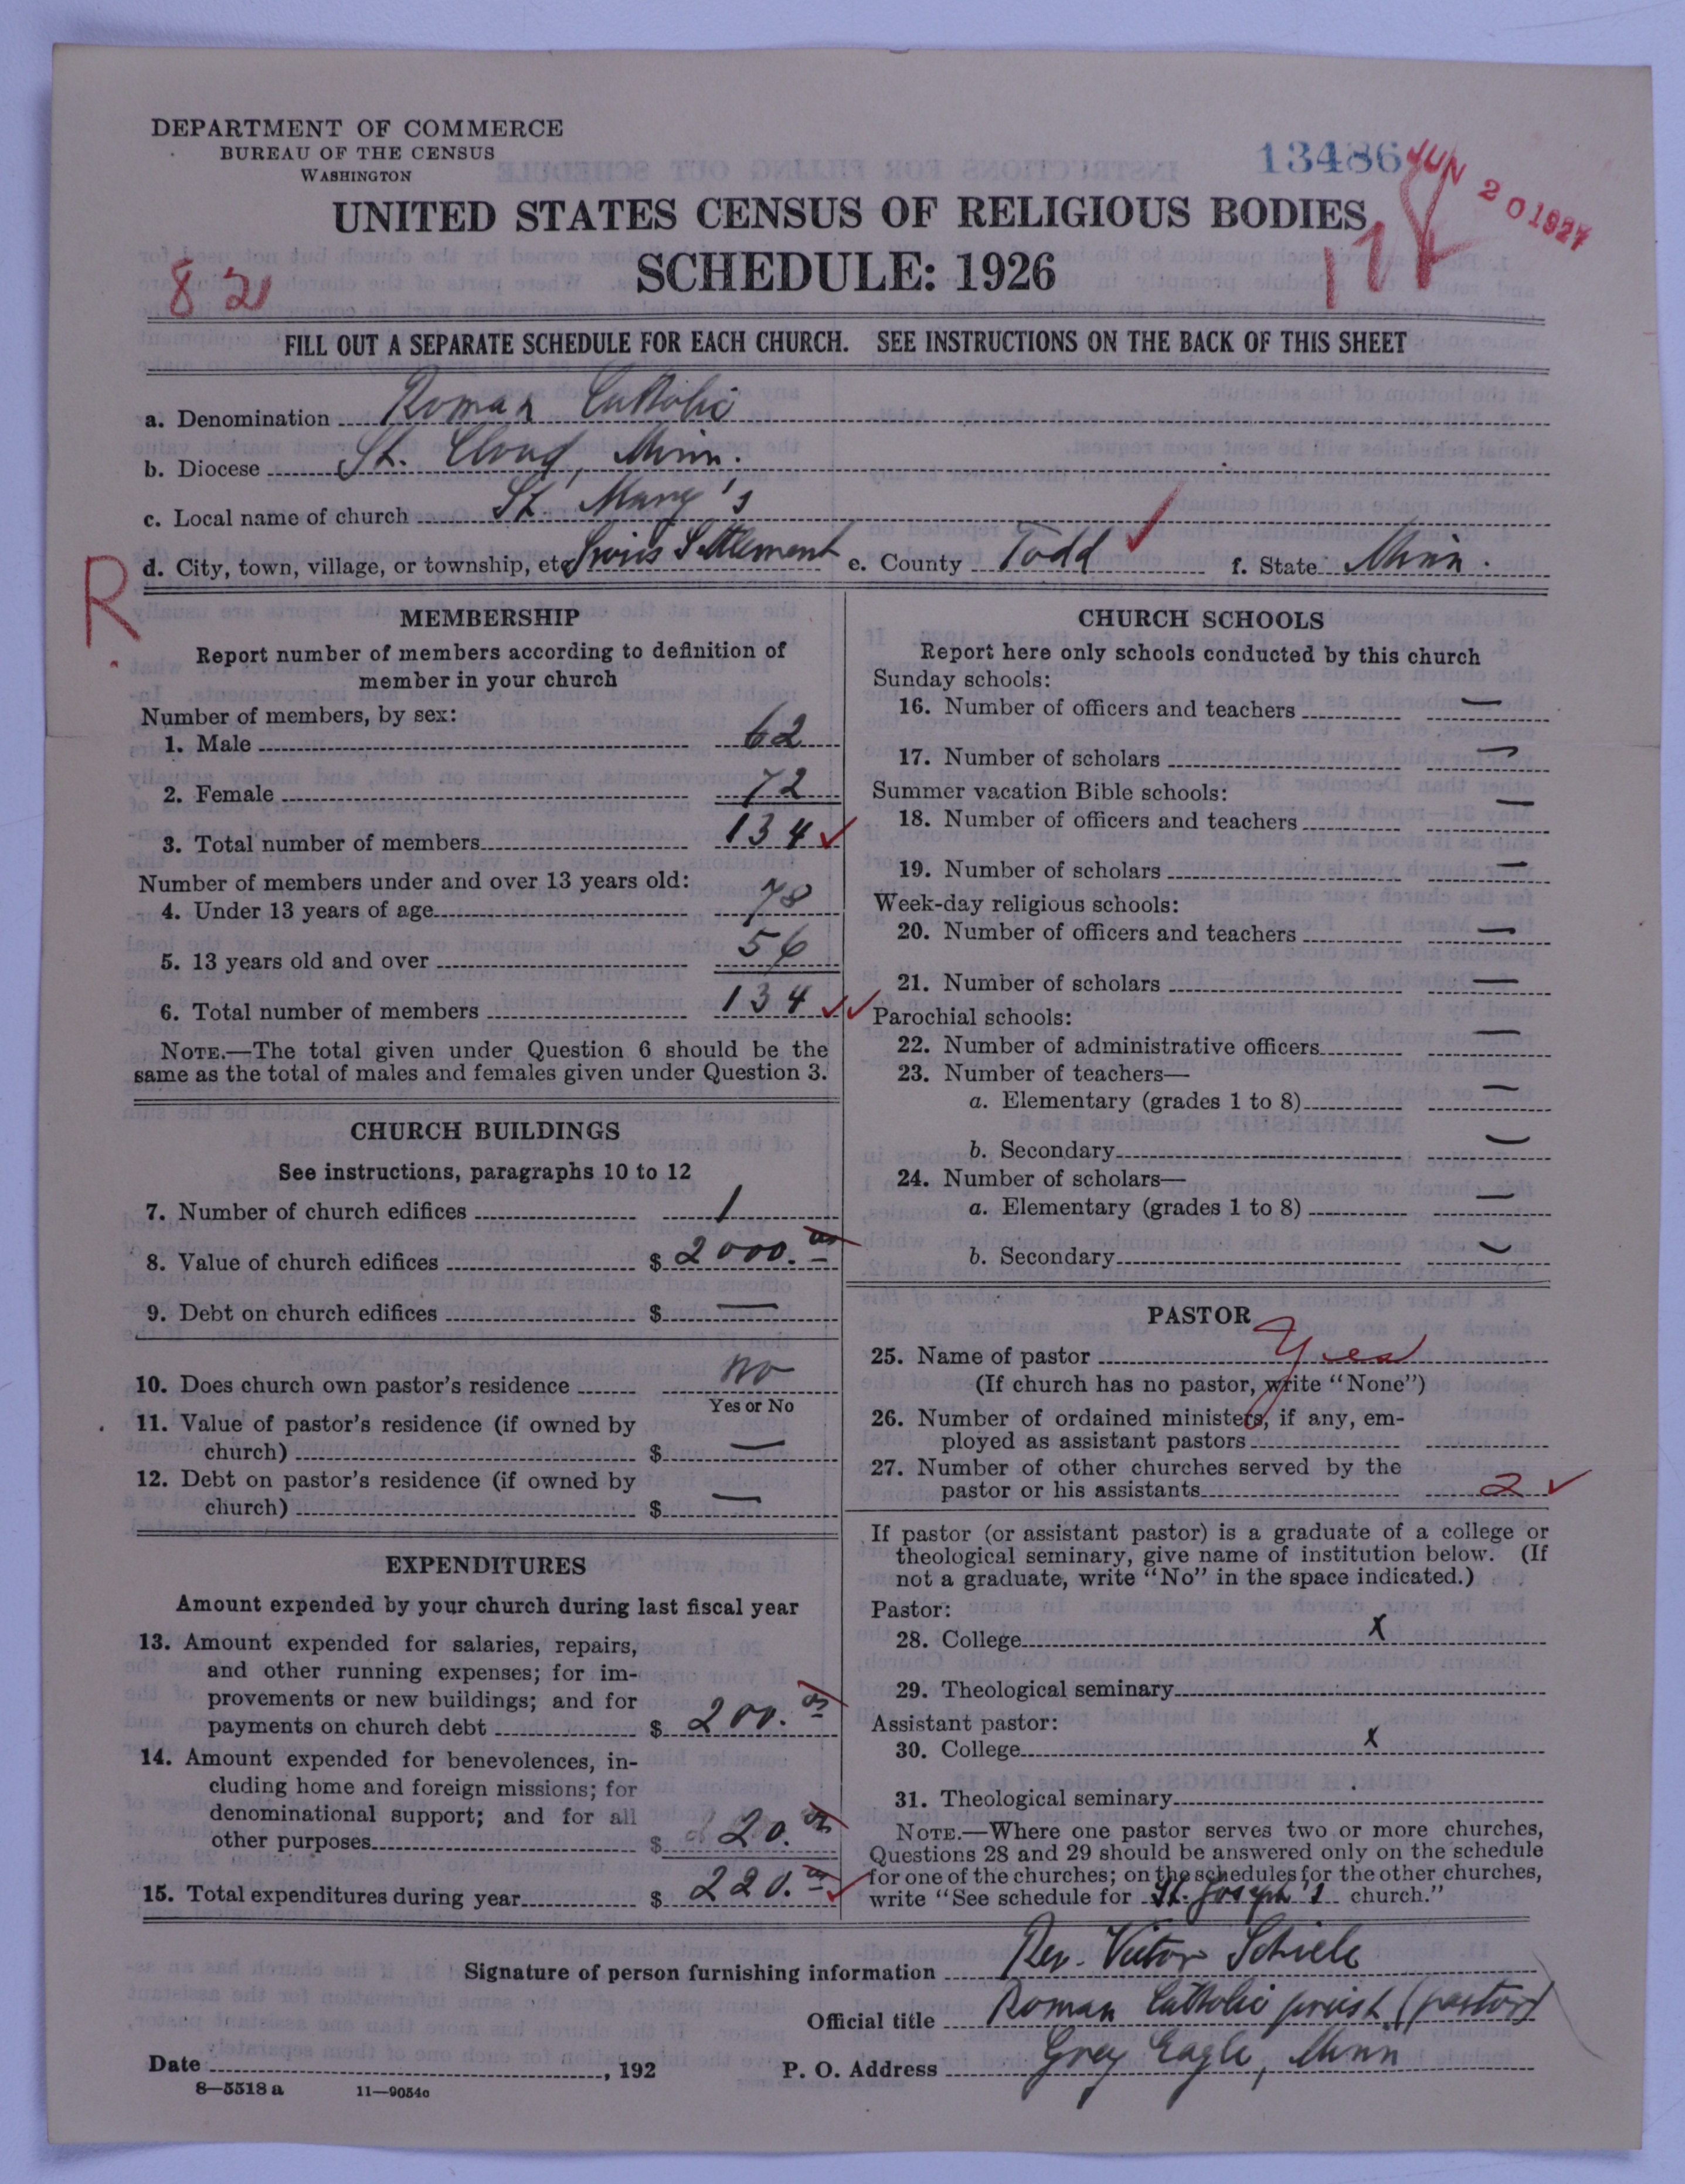 DEPARTMENT OF COMMERCE
BUREAU OF THE CENSUS
WASHINGTON
13486
JUN 20 1927
UNITED STATES CENSUS OF RELIGIOUS BODIES
SCHEDULE: 1926
82
FILL OUT A SEPARATE SCHEDULE FOR EACH CHURCH. SEE INSTRUCTIONS ON THE BACK OF THIS SHEET
a. Denomination Roman Catholic
b. Diocese St. Cloud, Minn.
c. Local name of church St. Mary's
d. City, town, village, or township, etc. Swiss Settlement e. County Todd f. State Minn.
R
MEMBERSHIP
Report number of members according to definition of
member in your church
Number of members, by sex:
1. Male 62
2. Female 72
3. Total number of members 134
Number of members under and over 13 years old:
4. Under 13 years of age 78
5. 13 years old and over 56
6. Total number of members 134
NOTE.—The total given under Question 6 should be the
same as the total of males and females given under Question 3.
CHURCH BUILDINGS
See instructions, paragraphs 10 to 12
7. Number of church edifices 1
8. Value of church edifices $ 2000.00
9. Debt on church edifices $ —
10. Does church own pastor's residence no
Yes or No
11. Value of pastor's residence (if owned by
church) $ —
12. Debt on pastor's residence (if owned by
church) $ —
EXPENDITURES
Amount expended by your church during last fiscal year
13. Amount expended for salaries, repairs,
and other running expenses; for im-
provements or new buildings; and for
payments on church debt $ 200.00
14. Amount expended for benevolences, in-
cluding home and foreign missions; for
denominational support; and for all
other purposes $ 20.00
15. Total expenditures during year $ 220.00
CHURCH SCHOOLS
Report here only schools conducted by this church
Sunday schools:
16. Number of officers and teachers —
17. Number of scholars —
Summer vacation Bible schools:
18. Number of officers and teachers —
19. Number of scholars —
Week-day religious schools:
20. Number of officers and teachers —
21. Number of scholars —
Parochial schools:
22. Number of administrative officers —
23. Number of teachers—
a. Elementary (grades 1 to 8) —
b. Secondary —
24. Number of scholars—
a. Elementary (grades 1 to 8) —
b. Secondary —
PASTOR
25. Name of pastor
(If church has no pastor, write "None")
26. Number of ordained ministers, if any, em-
ployed as assistant pastors
27. Number of other churches served by the
pastor or his assistants 2
If pastor (or assistant pastor) is a graduate of a college or
theological seminary, give name of institution below. (If
not a graduate, write "No" in the space indicated.)
Pastor:
28. College x
29. Theological seminary
Assistant pastor:
30. College x
31. Theological seminary
NOTE.—Where one pastor serves two or more churches,
Questions 28 and 29 should be answered only on the schedule
for one of the churches; on the schedules for the other churches,
write "See schedule for St. Joseph's church."
Signature of person furnishing information Rev. Victor Schiele
Official title Roman Catholic priest (pastor)
Date , 192 P. O. Address Grey Eagle, Minn
8—5518 a 11—9054c